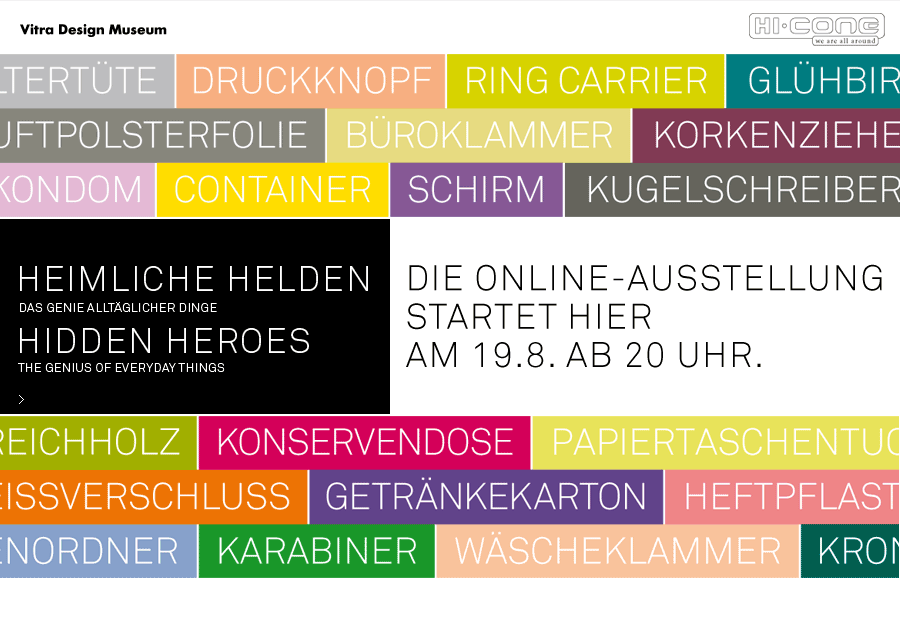 Vitra Design Museum
HI-CONE
we are all around
LTERTÜTE DRUCKKNOPF RING CARRIER GLÜHBIR
UFTPOLSTERFOLIE BÜROKLAMMER KORKENZIEHE
KONDOM CONTAINER SCHIRM KUGELSCHREIBER
HEIMLICHE HELDEN
DAS GENIE ALLTÄGLICHER DINGE
HIDDEN HEROES
THE GENIUS OF EVERYDAY THINGS
>
DIE ONLINE-AUSSTELLUNG
STARTET HIER
AM 19.8. AB 20 UHR.
REICHHOLZ KONSERVENDOSE PAPIERTASCHENTUC
EISSVERSCHLUSS GETRÄNKEKARTON HEFTPFLAST
ENORDNER KARABINER WÄSCHEKLAMMER KRON